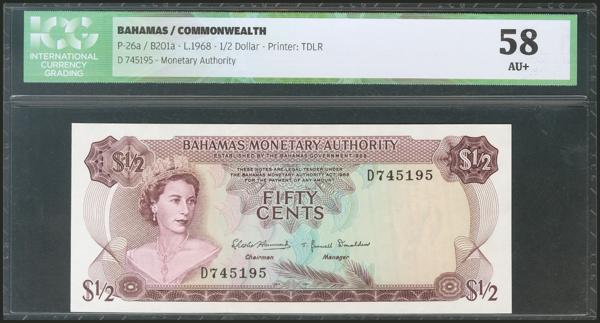 ICG
INTERNATIONAL
CURRENCY
GRADING
BAHAMAS / COMMONWEALTH
P-26a / B201a - L.1968 - 1/2 Dollar - Printer: TDLR
D 745195 - Monetary Authority
58
AU+
BAHAMAS MONETARY AUTHORITY
ESTABLISHED BY THE BAHAMAS GOVERNMENT 1968
$½
$½
THESE NOTES ARE LEGAL TENDER UNDER
THE BAHAMAS MONETARY AUTHORITY ACT, 1968
FOR THE PAYMENT OF ANY AMOUNT
D745195
FIFTY
CENTS
Chairman
Manager
D745195
$½
$½